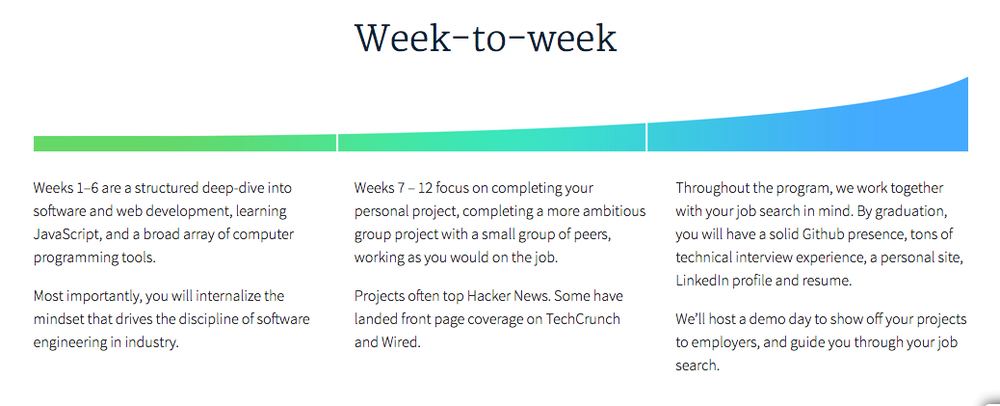 Week-to-week
Weeks 1–6 are a structured deep-dive into
software and web development, learning
JavaScript, and a broad array of computer
programming tools.
Most importantly, you will internalize the
mindset that drives the discipline of software
engineering in industry.
Weeks 7 – 12 focus on completing your
personal project, completing a more ambitious
group project with a small group of peers,
working as you would on the job.
Projects often top Hacker News. Some have
landed front page coverage on TechCrunch
and Wired.
Throughout the program, we work together
with your job search in mind. By graduation,
you will have a solid Github presence, tons of
technical interview experience, a personal site,
LinkedIn profile and resume.
We’ll host a demo day to show off your projects
to employers, and guide you through your job
search.